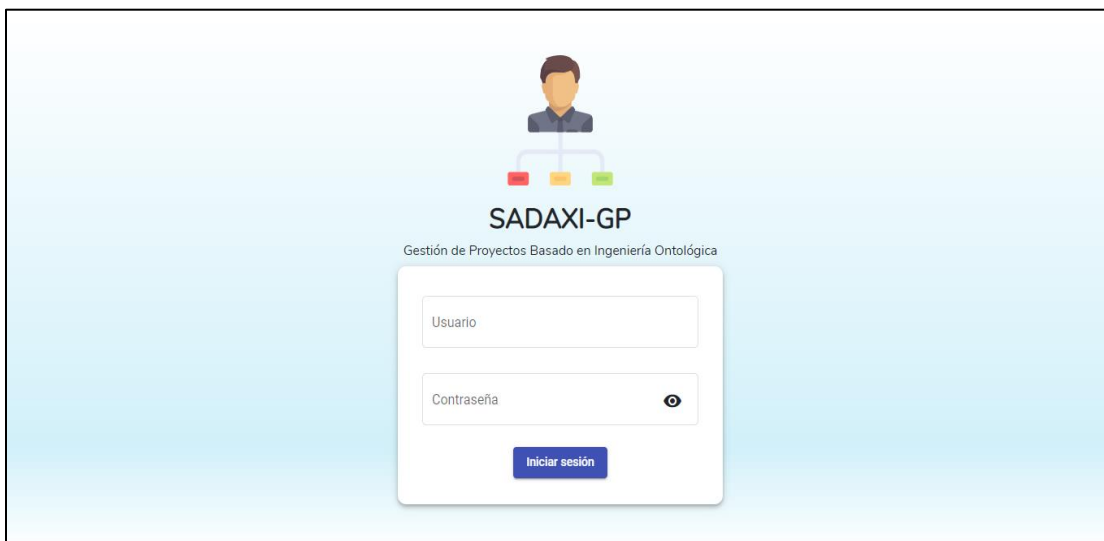 SADAXI-GP
Gestión de Proyectos Basado en Ingeniería Ontológica
Usuario
Contraseña
Iniciar sesión